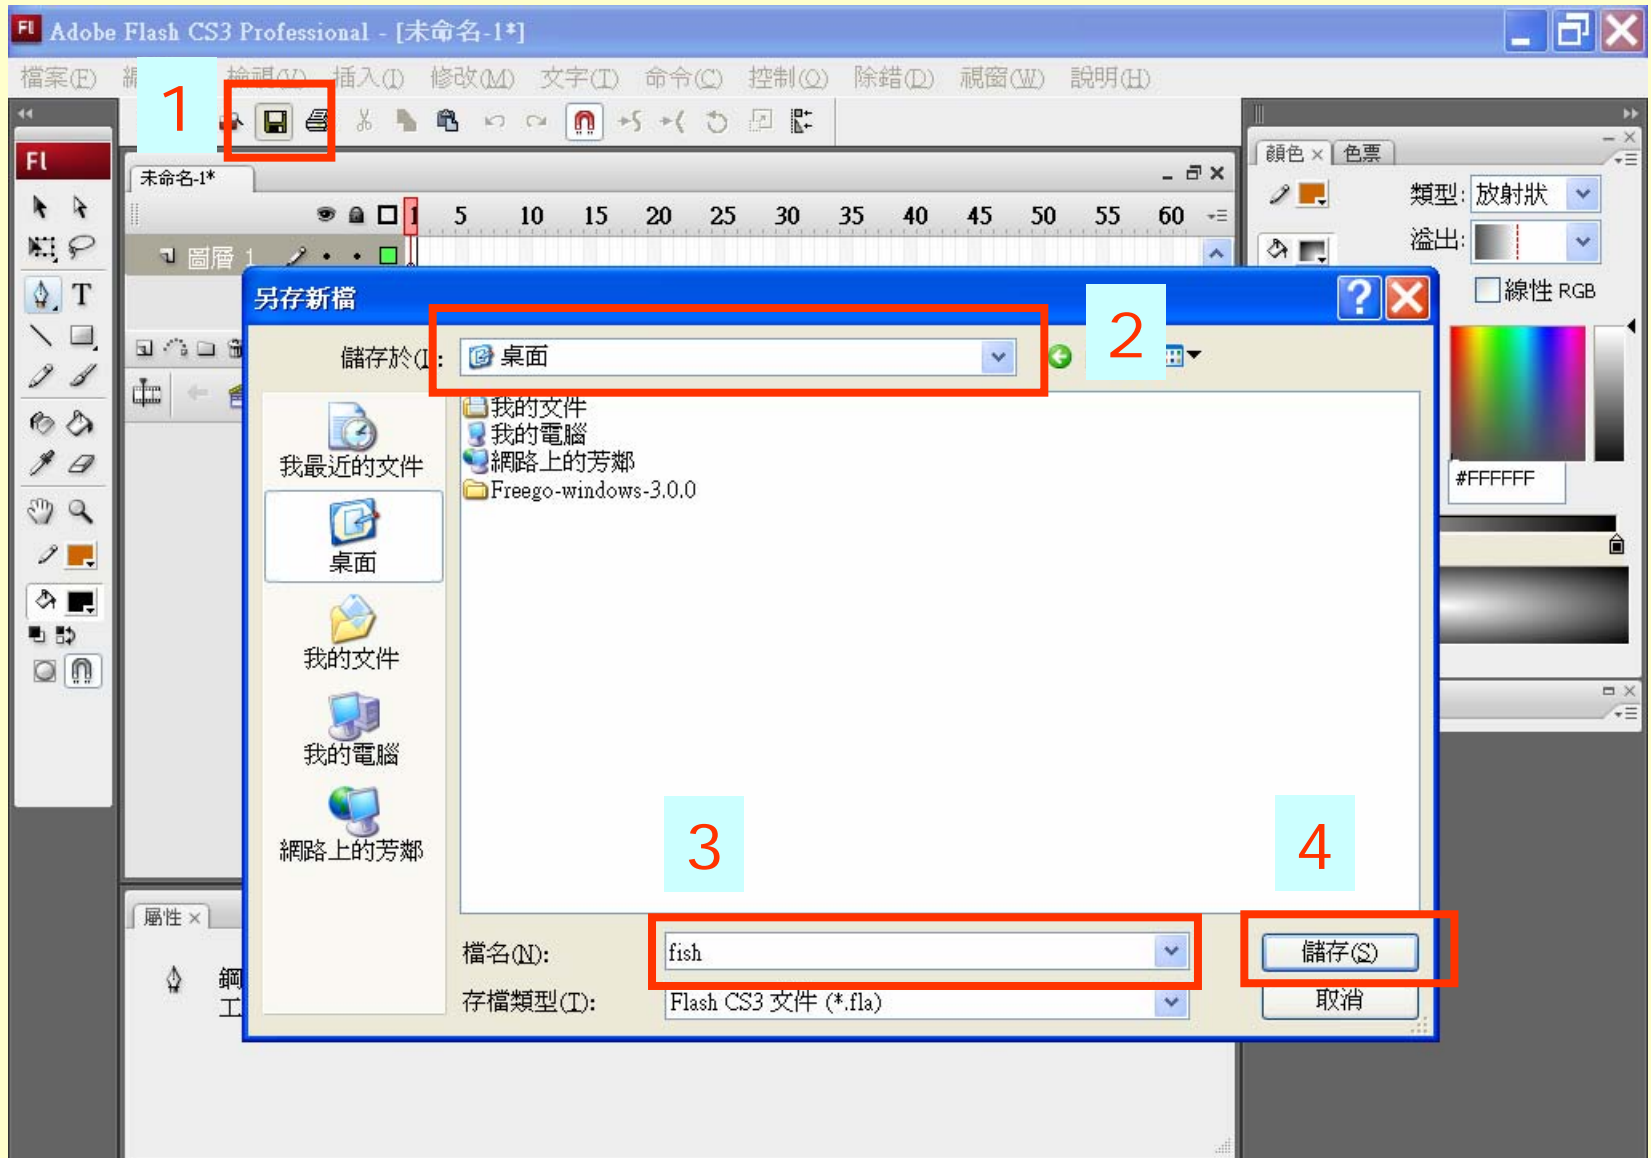 Fl Adobe Flash CS3 Professional - [未命名-1*]
檔案(F) 檢視(V) 插入(I) 修改(M) 文字(T) 命令(C) 控制(O) 除錯(D) 視窗(W) 說明(H)
1
Fl
未命名-1*
1 5 10 15 20 25 30 35 40 45 50 55 60
圖層 1
顏色 色票
類型: 放射狀
溢出:
線性 RGB
#FFFFFF
T
另存新檔
2
儲存於(I): 桌面
我的文件
我的電腦
網路上的芳鄰
Freego-windows-3.0.0
我最近的文件
桌面
我的文件
我的電腦
網路上的芳鄰
3
4
檔名(N): fish 儲存(S)
存檔類型(T): Flash CS3 文件 (*.fla) 取消
屬性
鋼
工